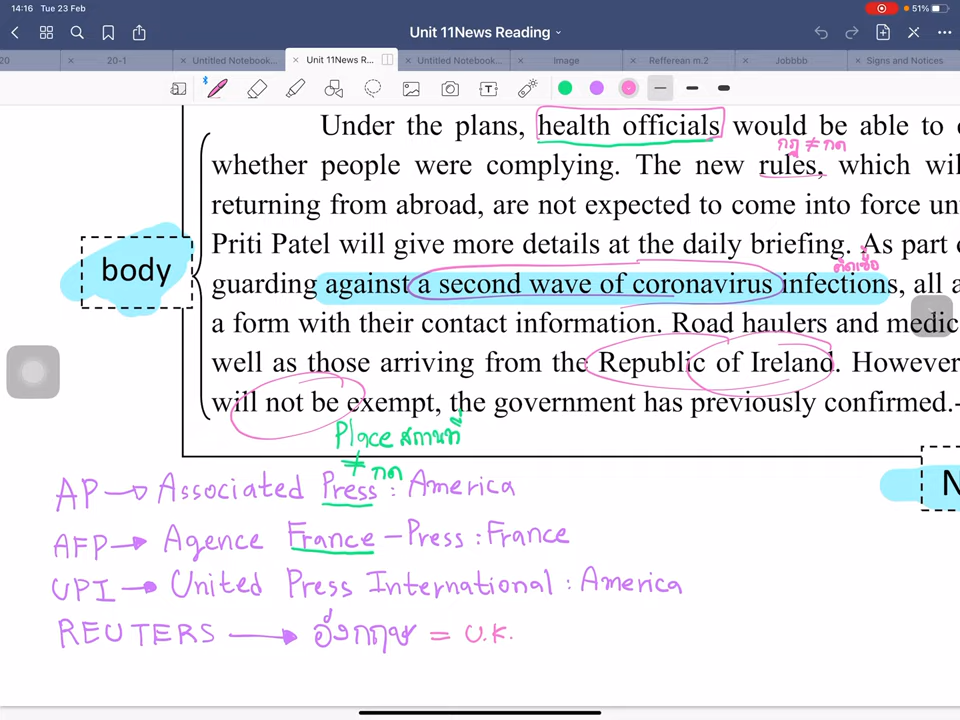 14:16 Tue 23 Feb
51%
Unit 11News Reading
20
20-1
Untitled Notebook...
Unit 11News R...
Untitled Notebook...
Image
Refferean m.2
Jobbbb
Signs and Notices
Under the plans, health officials would be able to
กฎ ≠ กด
whether people were complying. The new rules, which wil
returning from abroad, are not expected to come into force un
Priti Patel will give more details at the daily briefing. As part
ติดเชื้อ
body
guarding against a second wave of coronavirus infections, all a
a form with their contact information. Road haulers and medic
well as those arriving from the Republic of Ireland. However
will not be exempt, the government has previously confirmed.-
Place สถานที่
≠ กด
AP → Associated Press : America
N
AFP → Agence France - Press : France
UPI → United Press International : America
REUTERS → อังกฤษ = U.K.